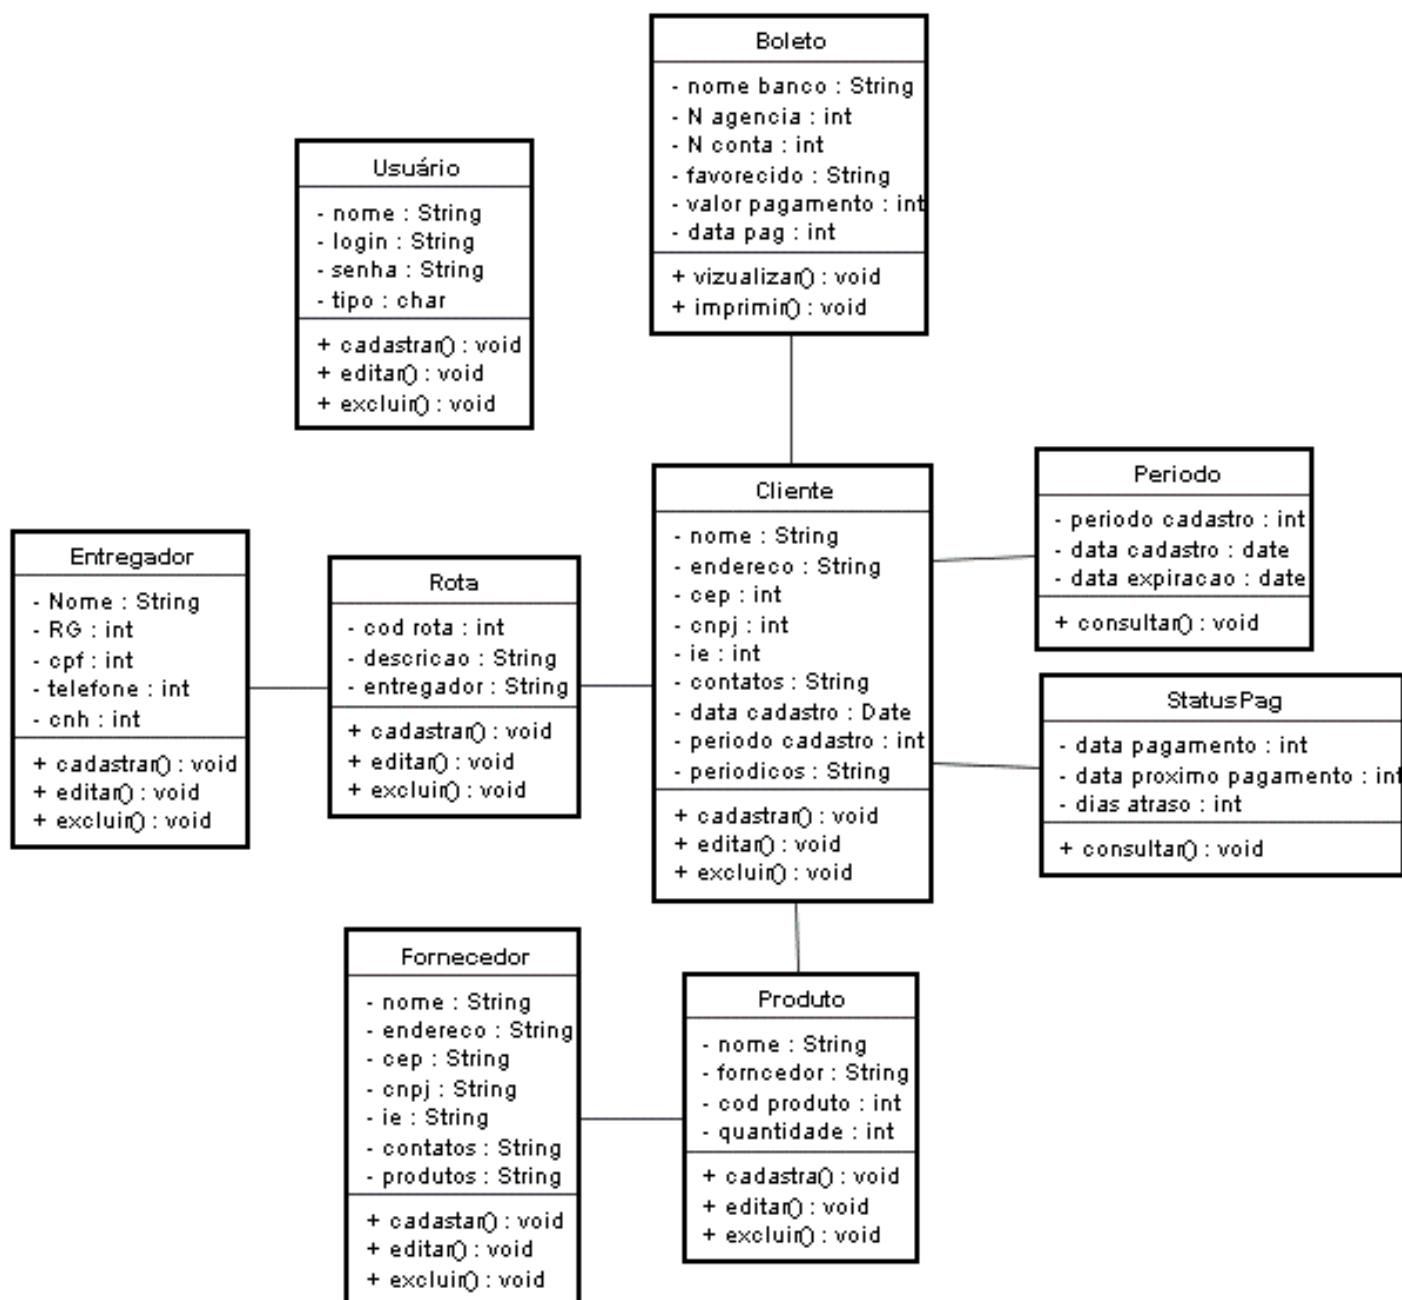 Boleto
- nome banco : String
- N agencia : int
- N conta : int
- favorecido : String
- valor pagamento : int
- data pag : int
+ vizualizar() : void
+ imprimir() : void
Usuário
- nome : String
- login : String
- senha : String
- tipo : char
+ cadastrar() : void
+ editar() : void
+ excluir() : void
Cliente
- nome : String
- endereco : String
- cep : int
- cnpj : int
- ie : int
- contatos : String
- data cadastro : Date
- periodo cadastro : int
- periodicos : String
+ cadastrar() : void
+ editar() : void
+ excluir() : void
Periodo
- periodo cadastro : int
- data cadastro : date
- data expiracao : date
+ consultar() : void
Entregador
- Nome : String
- RG : int
- cpf : int
- telefone : int
- cnh : int
+ cadastrar() : void
+ editar() : void
+ excluir() : void
Rota
- cod rota : int
- descricao : String
- entregador : String
+ cadastrar() : void
+ editar() : void
+ excluir() : void
StatusPag
- data pagamento : int
- data proximo pagamento : int
- dias atraso : int
+ consultar() : void
Fornecedor
- nome : String
- endereco : String
- cep : String
- cnpj : String
- ie : String
- contatos : String
- produtos : String
+ cadastar() : void
+ editar() : void
+ excluir() : void
Produto
- nome : String
- forncedor : String
- cod produto : int
- quantidade : int
+ cadastra() : void
+ editar() : void
+ excluir() : void